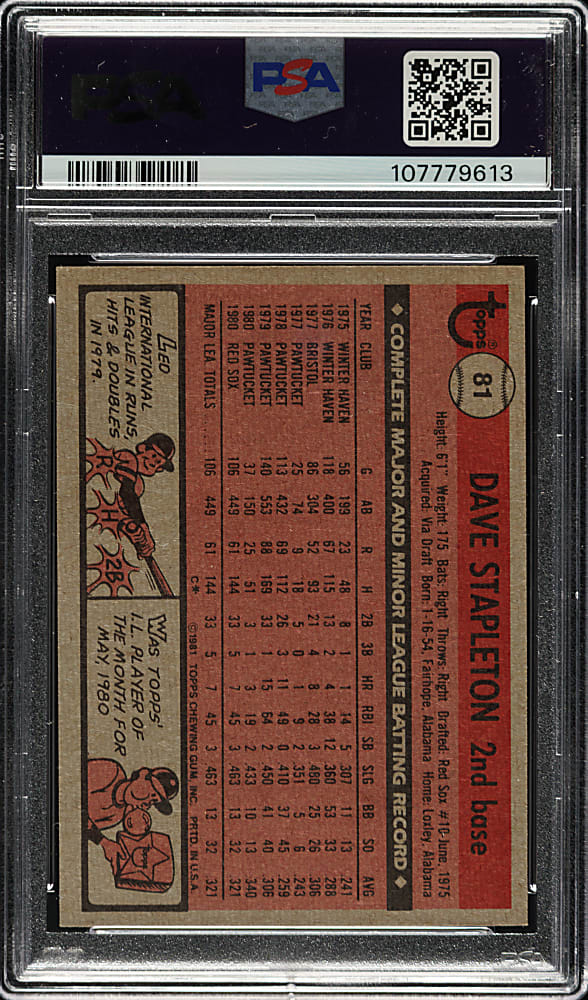 PSA
107779613
TOPPS®
81
DAVE STAPLETON 2nd base
Height: 6'1" Weight: 175 Bats: Right Throws: Right Drafted: Red Sox #10-June, 1975
Acquired: Via Draft Born: 1-16-54, Fairhope, Alabama Home: Loxley, Alabama
◆ COMPLETE MAJOR AND MINOR LEAGUE BATTING RECORD ◆
YEAR CLUB G AB R H 2B 3B HR RBI SB SLG BB SO AVG
1975 WINTER HAVEN 56 199 23 48 8 1 1 14 5 .307 11 13 .241
1976 WINTER HAVEN 118 400 67 115 13 2 4 38 12 .360 53 33 .288
1977 BRISTOL 86 304 52 93 21 4 8 28 3 .480 25 26 .306
1977 PAWTUCKET 25 74 9 18 5 0 1 9 2 .351 5 6 .243
1978 PAWTUCKET 113 432 69 112 26 3 11 49 0 .410 37 45 .259
1979 PAWTUCKET 140 553 88 169 33 1 15 64 2 .450 41 40 .306
1980 PAWTUCKET 37 150 25 51 3 1 3 19 2 .433 10 13 .340
1980 RED SOX 106 449 61 144 33 5 7 45 3 .463 13 32 .321
MAJOR LEA. TOTALS 106 449 61 144 33 5 7 45 3 .463 13 32 .321
C* ©1981 TOPPS CHEWING GUM, INC. PRTD. IN U.S.A.
LED
INTERNATIONAL
LEAGUE IN RUNS,
HITS & DOUBLES
IN 1979.
R
H
2B
WAS TOPPS'
I.L. PLAYER OF
THE MONTH FOR
MAY, 1980